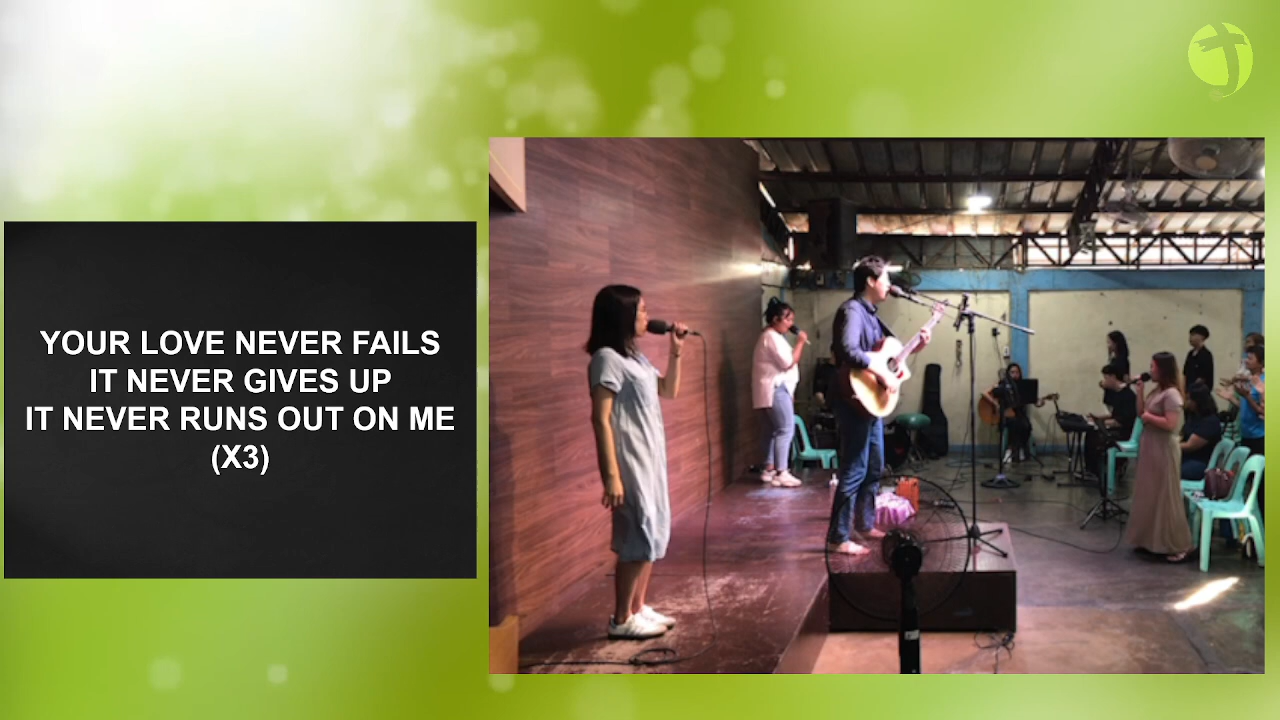 YOUR LOVE NEVER FAILS
IT NEVER GIVES UP
IT NEVER RUNS OUT ON ME
(X3)